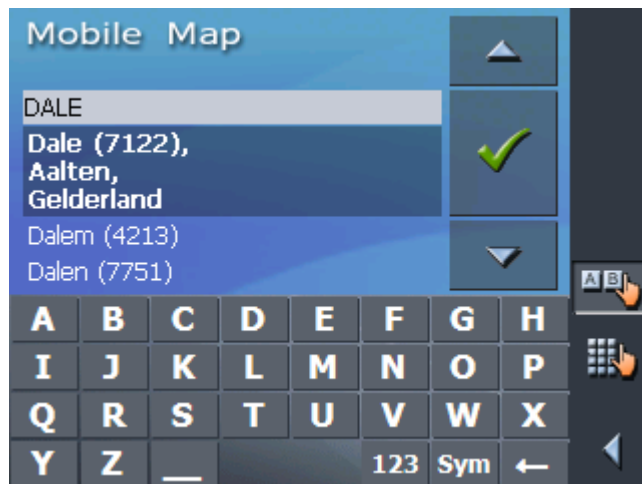 Mobile Map
DALE
Dale (7122),
Aalten,
Gelderland
Dalem (4213)
Dalen (7751)
A B
A B C D E F G H
I J K L M N O P
Q R S T U V W X
Y Z _ 123 Sym ←